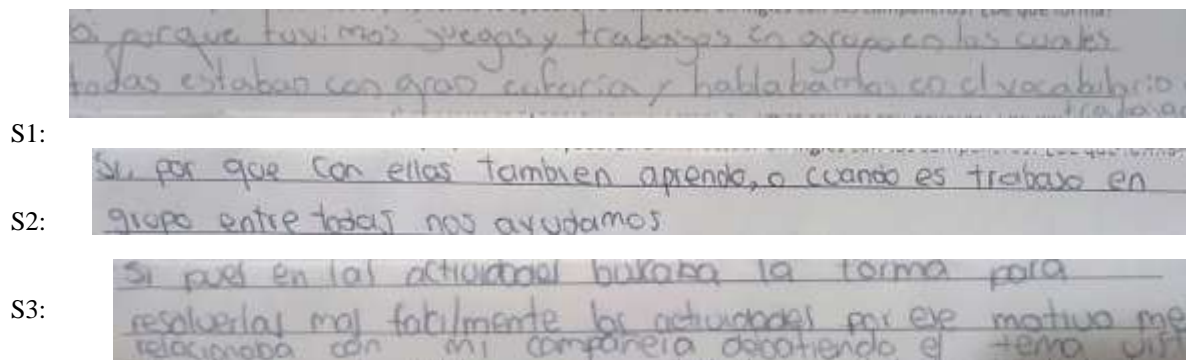 Si porque tuvimos juegos y trabajos en grupo en los cuales
todas estaban con gran euforia y hablabamos en el vocabulario
S1:
Si, por que con ellas tambien aprendo, o cuando es trabajo en
S2:
grupo entre todas nos ayudamos
Si pues en las actividades buscaba la forma para
S3:
resolverlas mas facilmente las actividades por ese motivo me
relacionaba con mi compañera debatiendo el tema